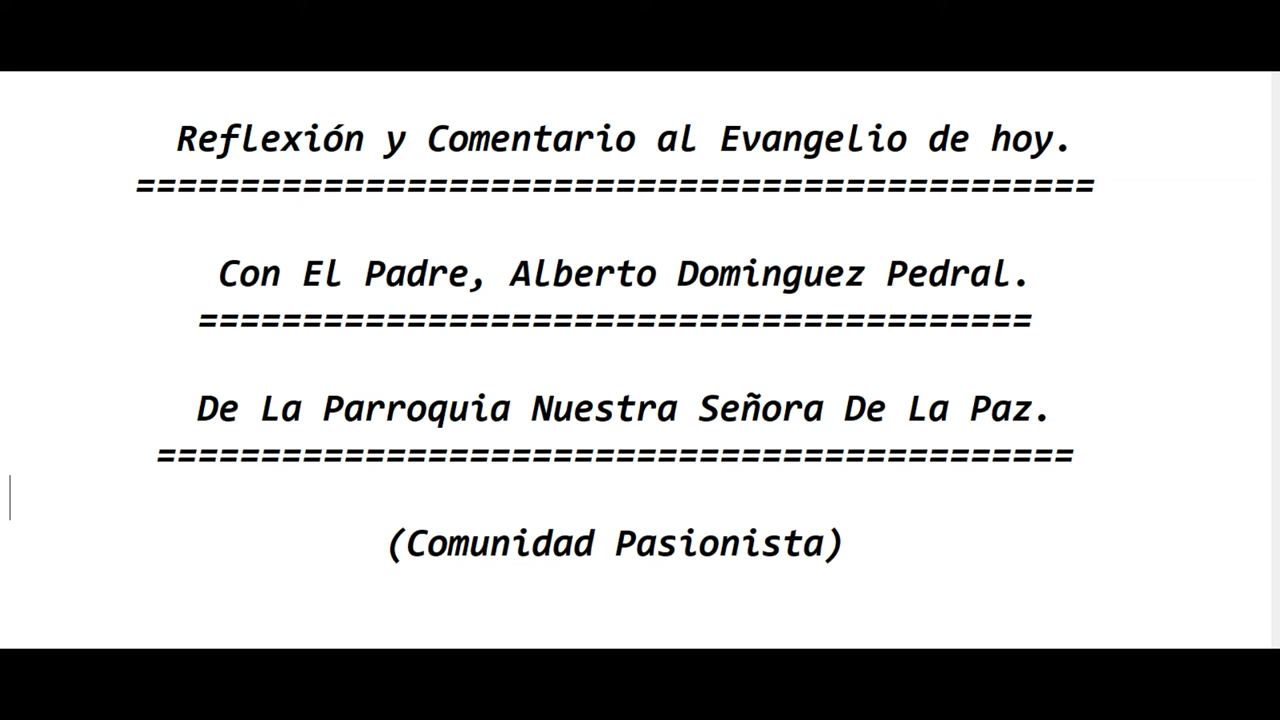 Reflexión y Comentario al Evangelio de hoy.
==============================================
Con El Padre, Alberto Dominguez Pedral.
========================================
De La Parroquia Nuestra Señora De La Paz.
============================================
(Comunidad Pasionista)